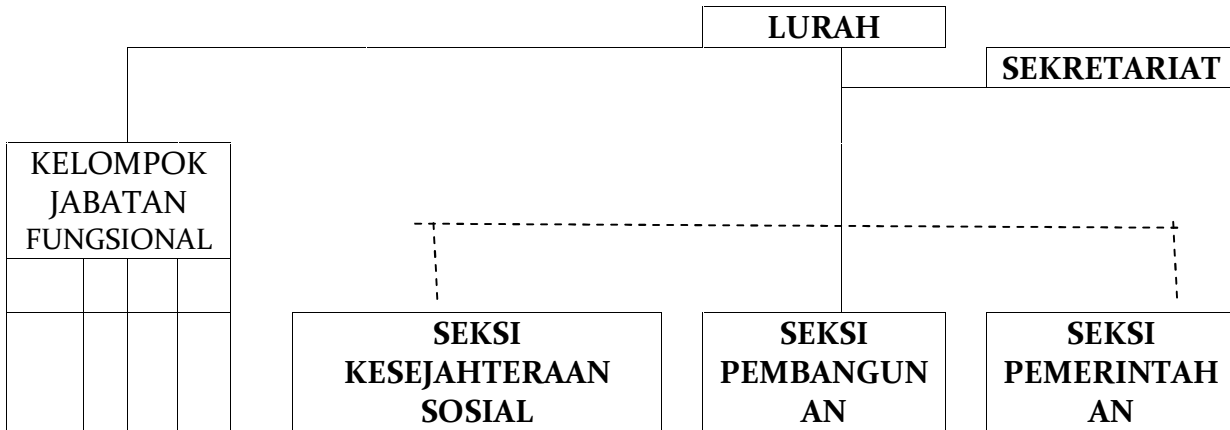 LURAH
SEKRETARIAT
KELOMPOK
JABATAN
FUNGSIONAL
SEKSI
KESEJAHTERAAN
SOSIAL
SEKSI
PEMBANGUN
AN
SEKSI
PEMERINTAH
AN